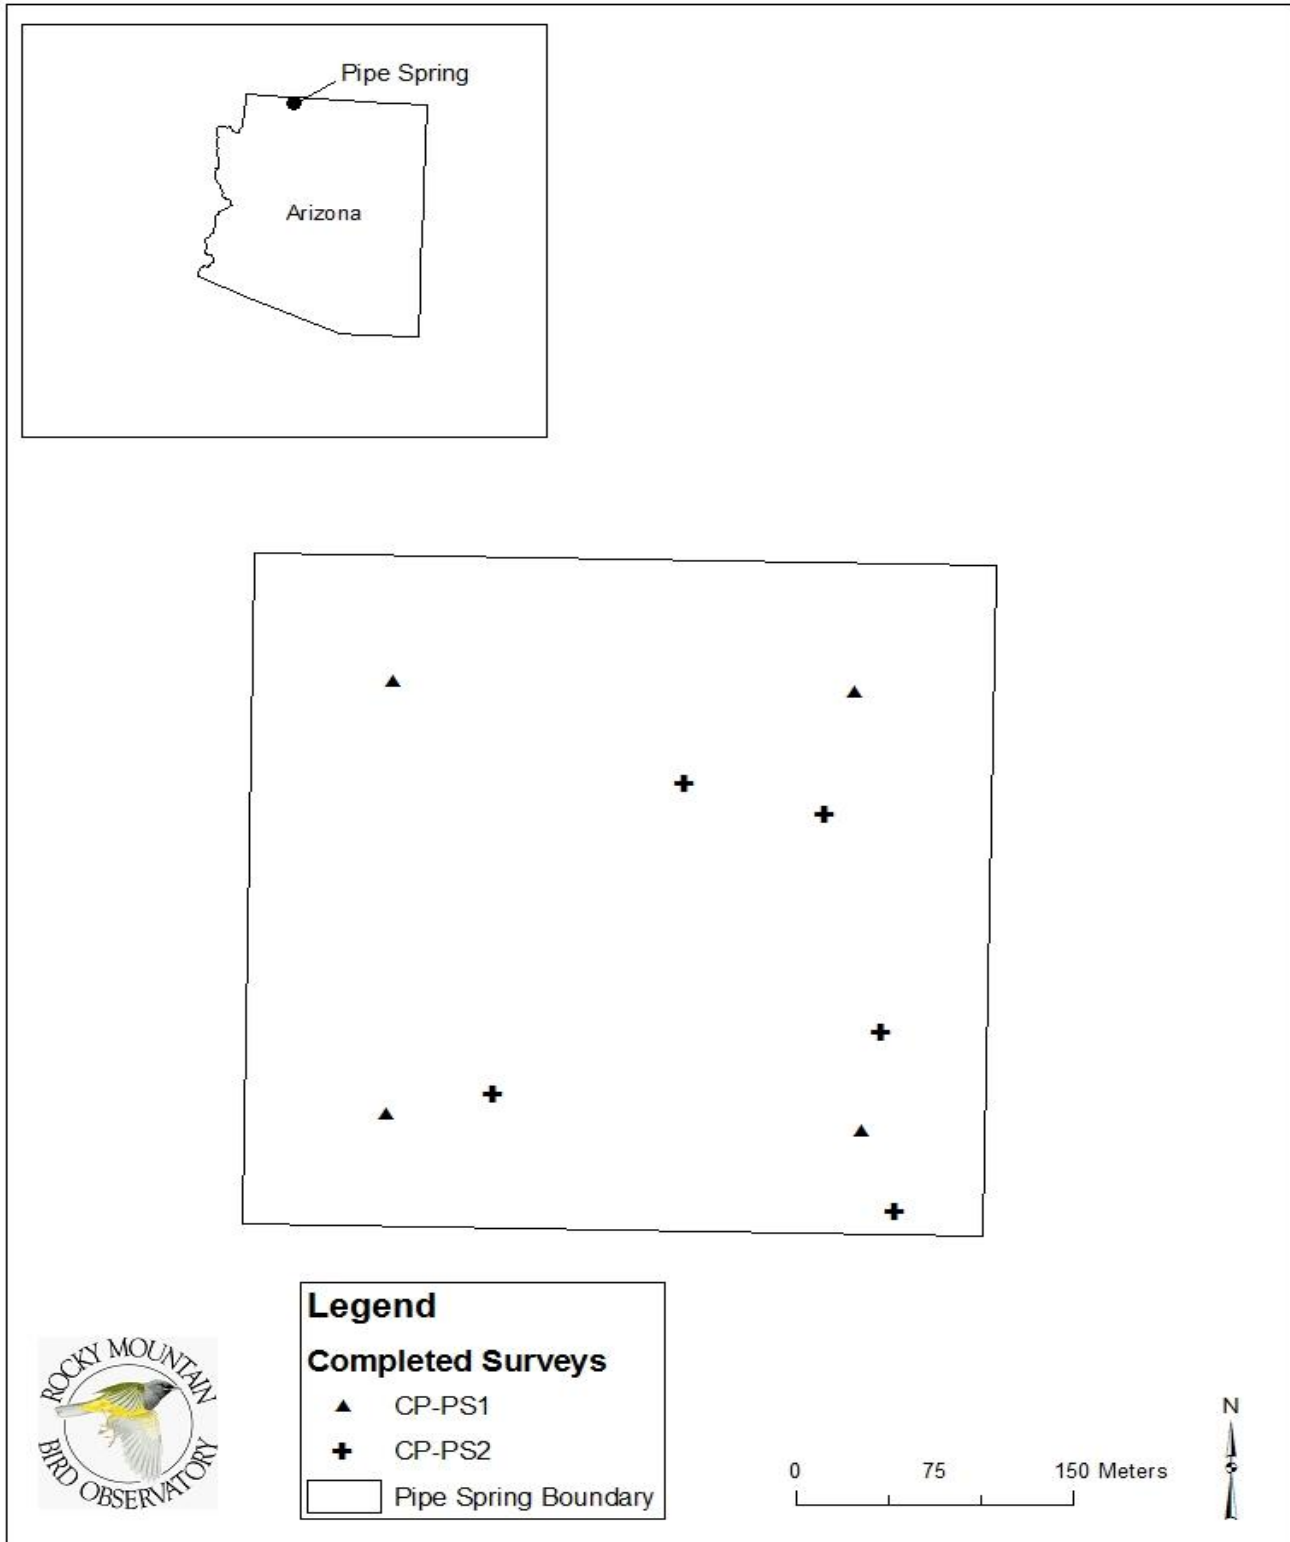 Pipe Spring
Arizona
Legend
Completed Surveys
CP-PS1
CP-PS2
Pipe Spring Boundary
ROCKY MOUNTAIN
BIRD OBSERVATORY
0 75 150 Meters
N